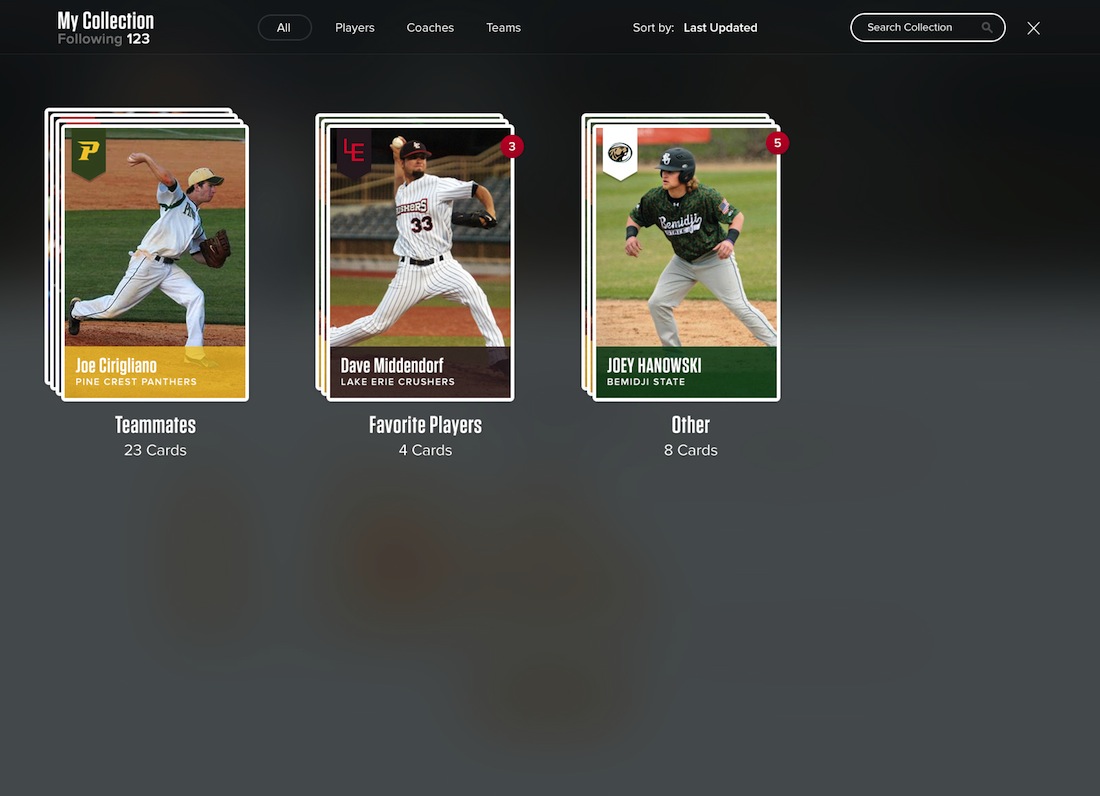 My Collection
Following 123
All
Players
Coaches
Teams
Sort by: Last Updated
Search Collection
P
Joe Cirigliano
PINE CREST PANTHERS
Teammates
23 Cards
LE
3
33
Dave Middendorf
LAKE ERIE CRUSHERS
Favorite Players
4 Cards
5
Bemidji
JOEY HANOWSKI
BEMIDJI STATE
Other
8 Cards